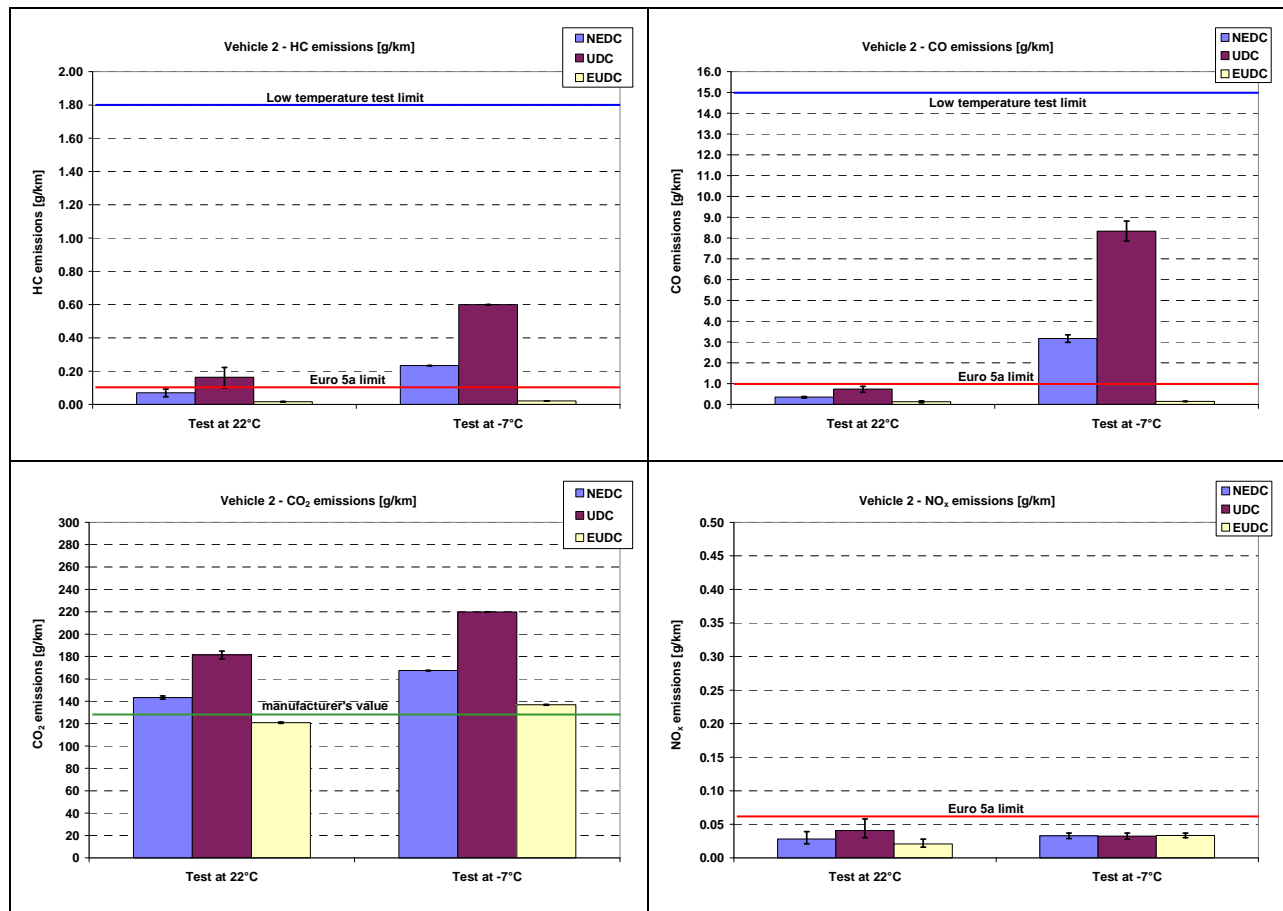 Vehicle 2 - HC emissions [g/km]
NEDC
UDC
EUDC
2.00
1.80
1.60
1.40
1.20
1.00
0.80
0.60
0.40
0.20
0.00
HC emissions [g/km]
Low temperature test limit
Euro 5a limit
Test at 22°C
Test at -7°C
Vehicle 2 - CO emissions [g/km]
NEDC
UDC
EUDC
16.0
15.0
14.0
13.0
12.0
11.0
10.0
9.0
8.0
7.0
6.0
5.0
4.0
3.0
2.0
1.0
0.0
CO emissions [g/km]
Low temperature test limit
Euro 5a limit
Test at 22°C
Test at -7°C
Vehicle 2 - CO₂ emissions [g/km]
NEDC
UDC
EUDC
300
280
260
240
220
200
180
160
140
120
100
80
60
40
20
0
CO₂ emissions [g/km]
manufacturer's value
Test at 22°C
Test at -7°C
Vehicle 2 - NOₓ emissions [g/km]
NEDC
UDC
EUDC
0.50
0.45
0.40
0.35
0.30
0.25
0.20
0.15
0.10
0.05
0.00
NOₓ emissions [g/km]
Euro 5a limit
Test at 22°C
Test at -7°C